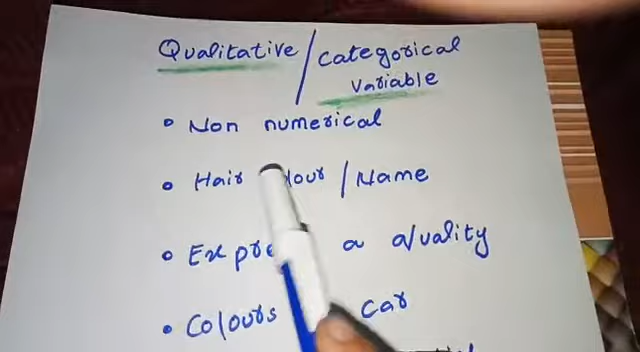 Qualitative / Categorical
Variable
• Non numerical
• Hair / Name
• a quality
• Colours car